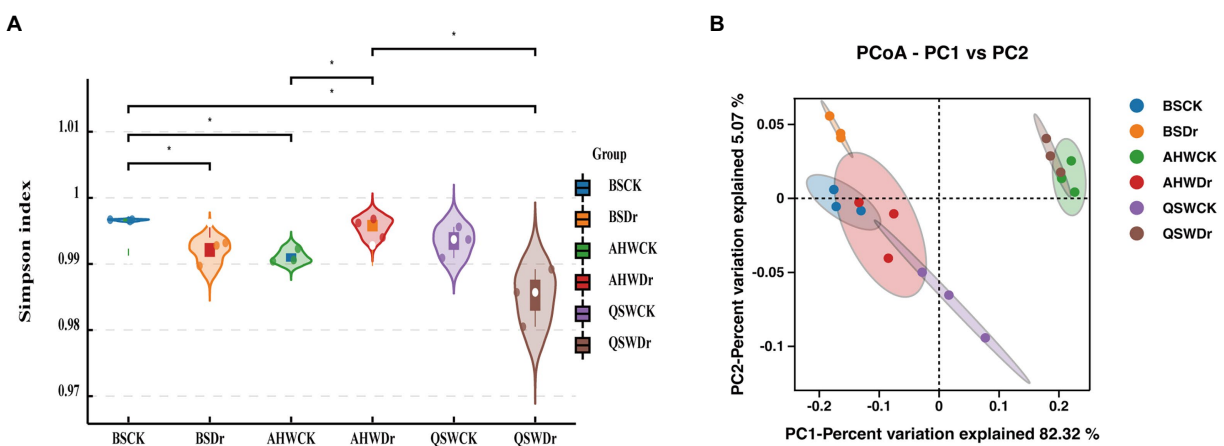 A
Simpson index
1.01
1
0.99
0.98
0.97
*
*
*
*
*
BSCK
BSDr
AHWCK
AHWDr
QSWCK
QSWDr
Group
BSCK
BSDr
AHWCK
AHWDr
QSWCK
QSWDr
B
PCoA - PC1 vs PC2
PC2-Percent variation explained 5.07 %
0.05
0
-0.05
-0.1
-0.2
-0.1
0
0.1
0.2
PC1-Percent variation explained 82.32 %
BSCK
BSDr
AHWCK
AHWDr
QSWCK
QSWDr